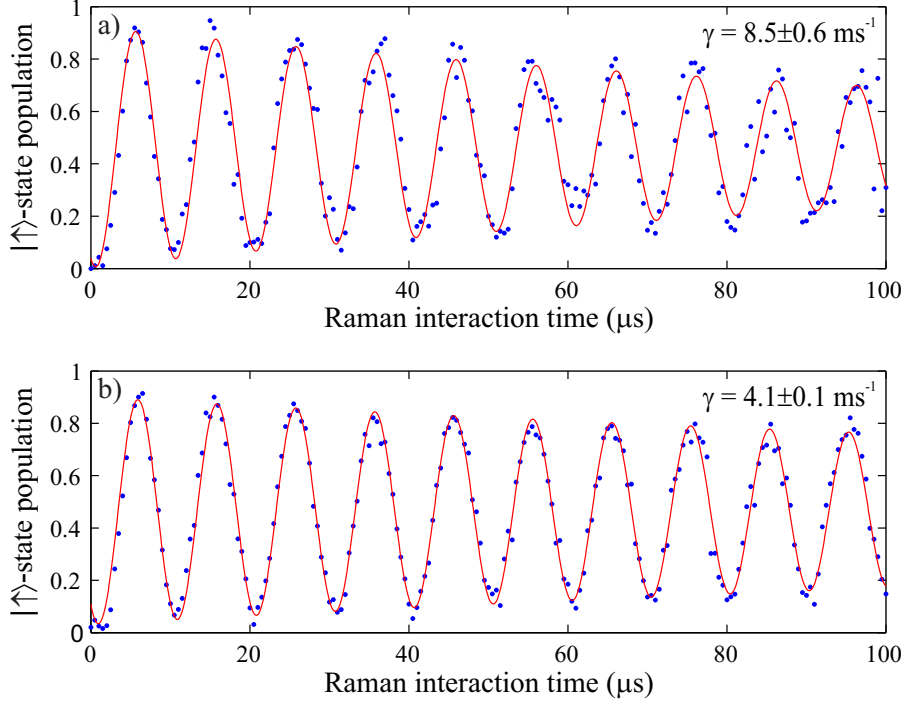 a)
γ = 8.5±0.6 ms⁻¹
|↑⟩-state population
1
0.8
0.6
0.4
0.2
0
0 20 40 60 80 100
Raman interaction time (μs)
b)
γ = 4.1±0.1 ms⁻¹
|↑⟩-state population
1
0.8
0.6
0.4
0.2
0
0 20 40 60 80 100
Raman interaction time (μs)